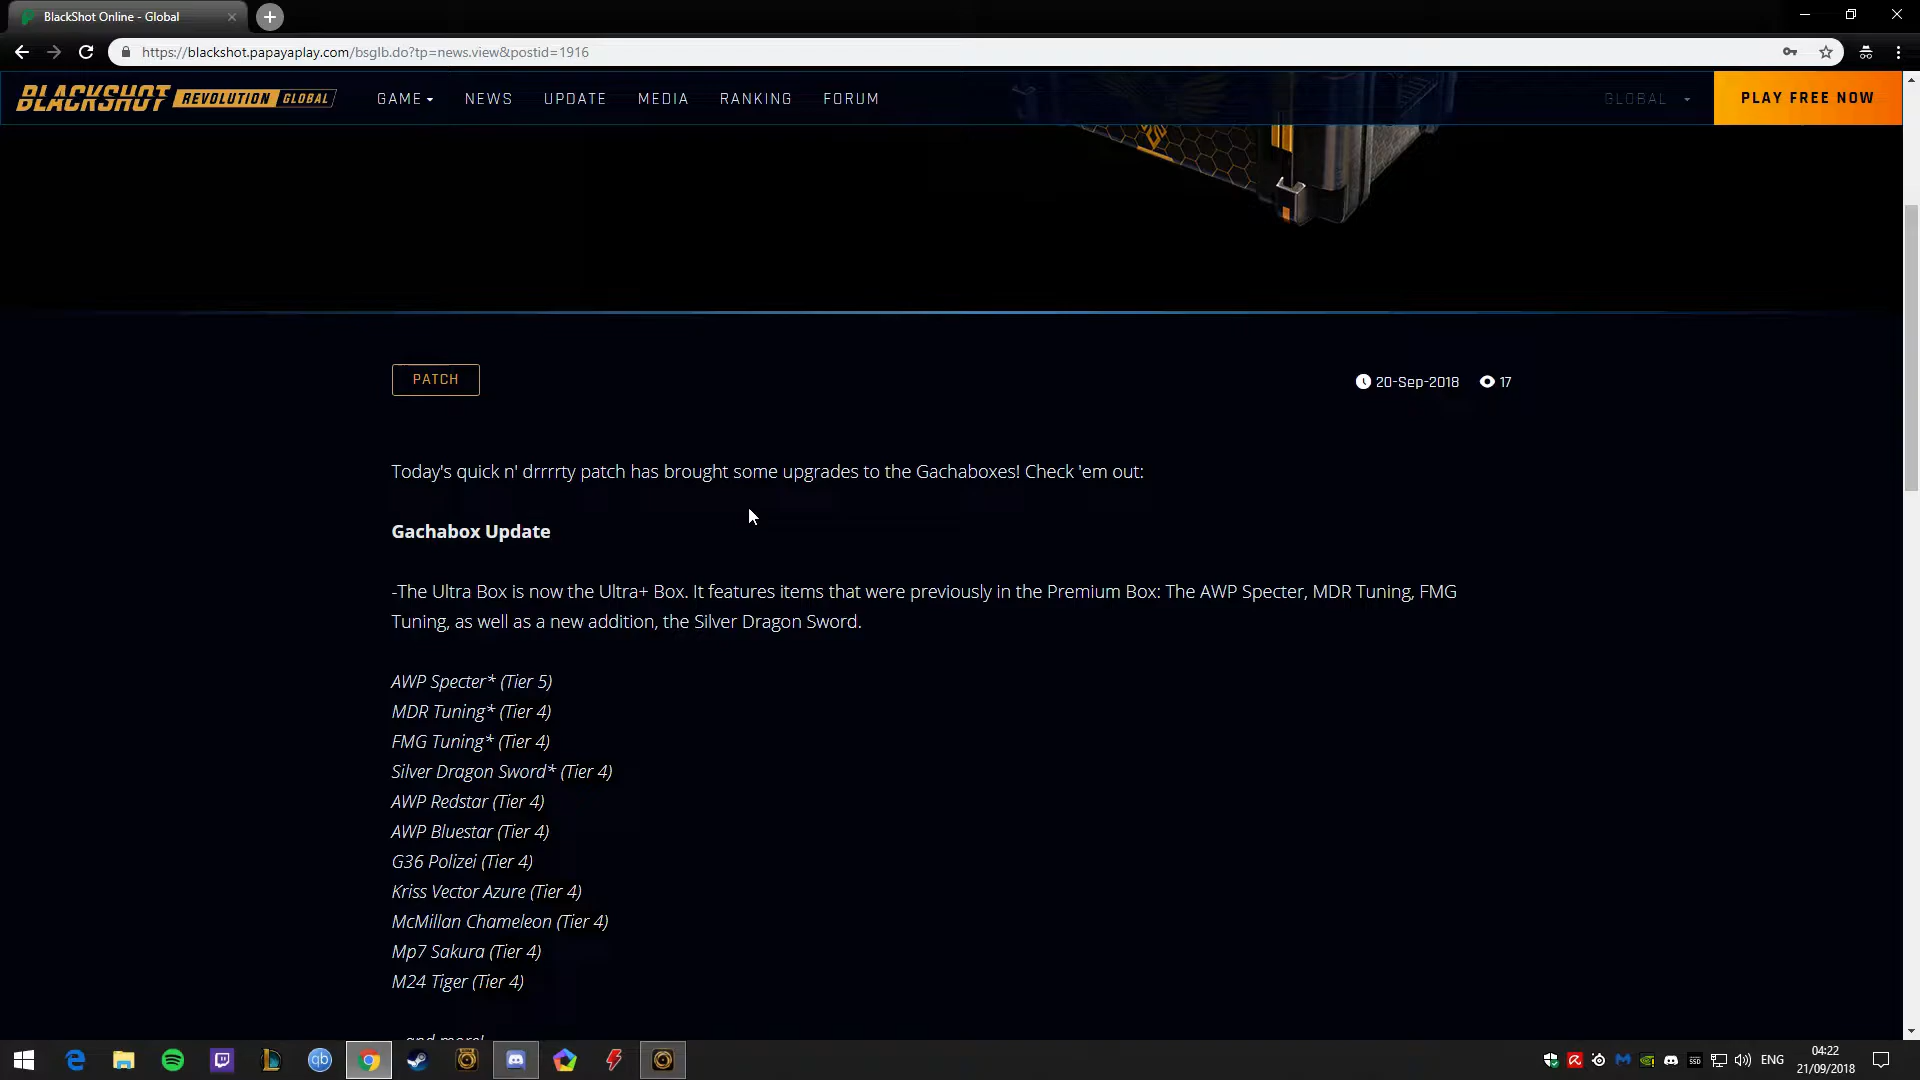 BlackShot Online - Global
https://blackshot.papayaplay.com/bsglb.do?tp=news.view&postid=1916
BLACKSHOT REVOLUTION GLOBAL
GAME
NEWS
UPDATE
MEDIA
RANKING
FORUM
GLOBAL
PLAY FREE NOW
PATCH
20-Sep-2018
17
Today's quick n' drrrrty patch has brought some upgrades to the Gachaboxes! Check 'em out:
Gachabox Update
-The Ultra Box is now the Ultra+ Box. It features items that were previously in the Premium Box: The AWP Specter, MDR Tuning, FMG
Tuning, as well as a new addition, the Silver Dragon Sword.
AWP Specter* (Tier 5)
MDR Tuning* (Tier 4)
FMG Tuning* (Tier 4)
Silver Dragon Sword* (Tier 4)
AWP Redstar (Tier 4)
AWP Bluestar (Tier 4)
G36 Polizei (Tier 4)
Kriss Vector Azure (Tier 4)
McMillan Chameleon (Tier 4)
Mp7 Sakura (Tier 4)
M24 Tiger (Tier 4)
and more!
qb
SSD
ENG
04:22
21/09/2018